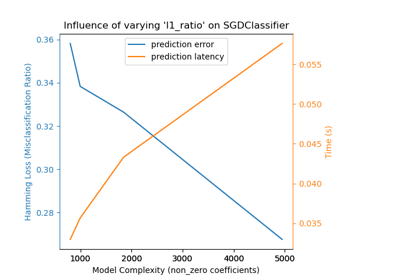 Influence of varying 'l1_ratio' on SGDClassifier
prediction error
prediction latency
Hamming Loss (Misclassification Ratio)
0.36
0.34
0.32
0.30
0.28
Time (s)
0.055
0.050
0.045
0.040
0.035
1000 2000 3000 4000 5000
Model Complexity (non_zero coefficients)